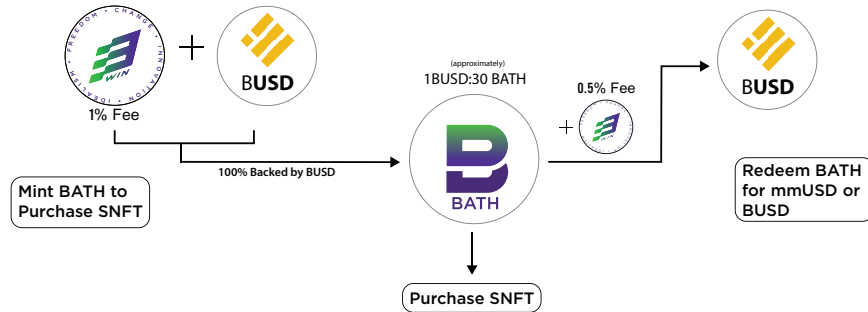 FREEDOM • CHANGE • INNOVATION • IDEALISM •
WIN
1% Fee
BUSD
100% Backed by BUSD
Mint BATH to
Purchase SNFT
(approximately)
1BUSD:30 BATH
BATH
0.5% Fee
Purchase SNFT
BUSD
Redeem BATH
for mmUSD or
BUSD